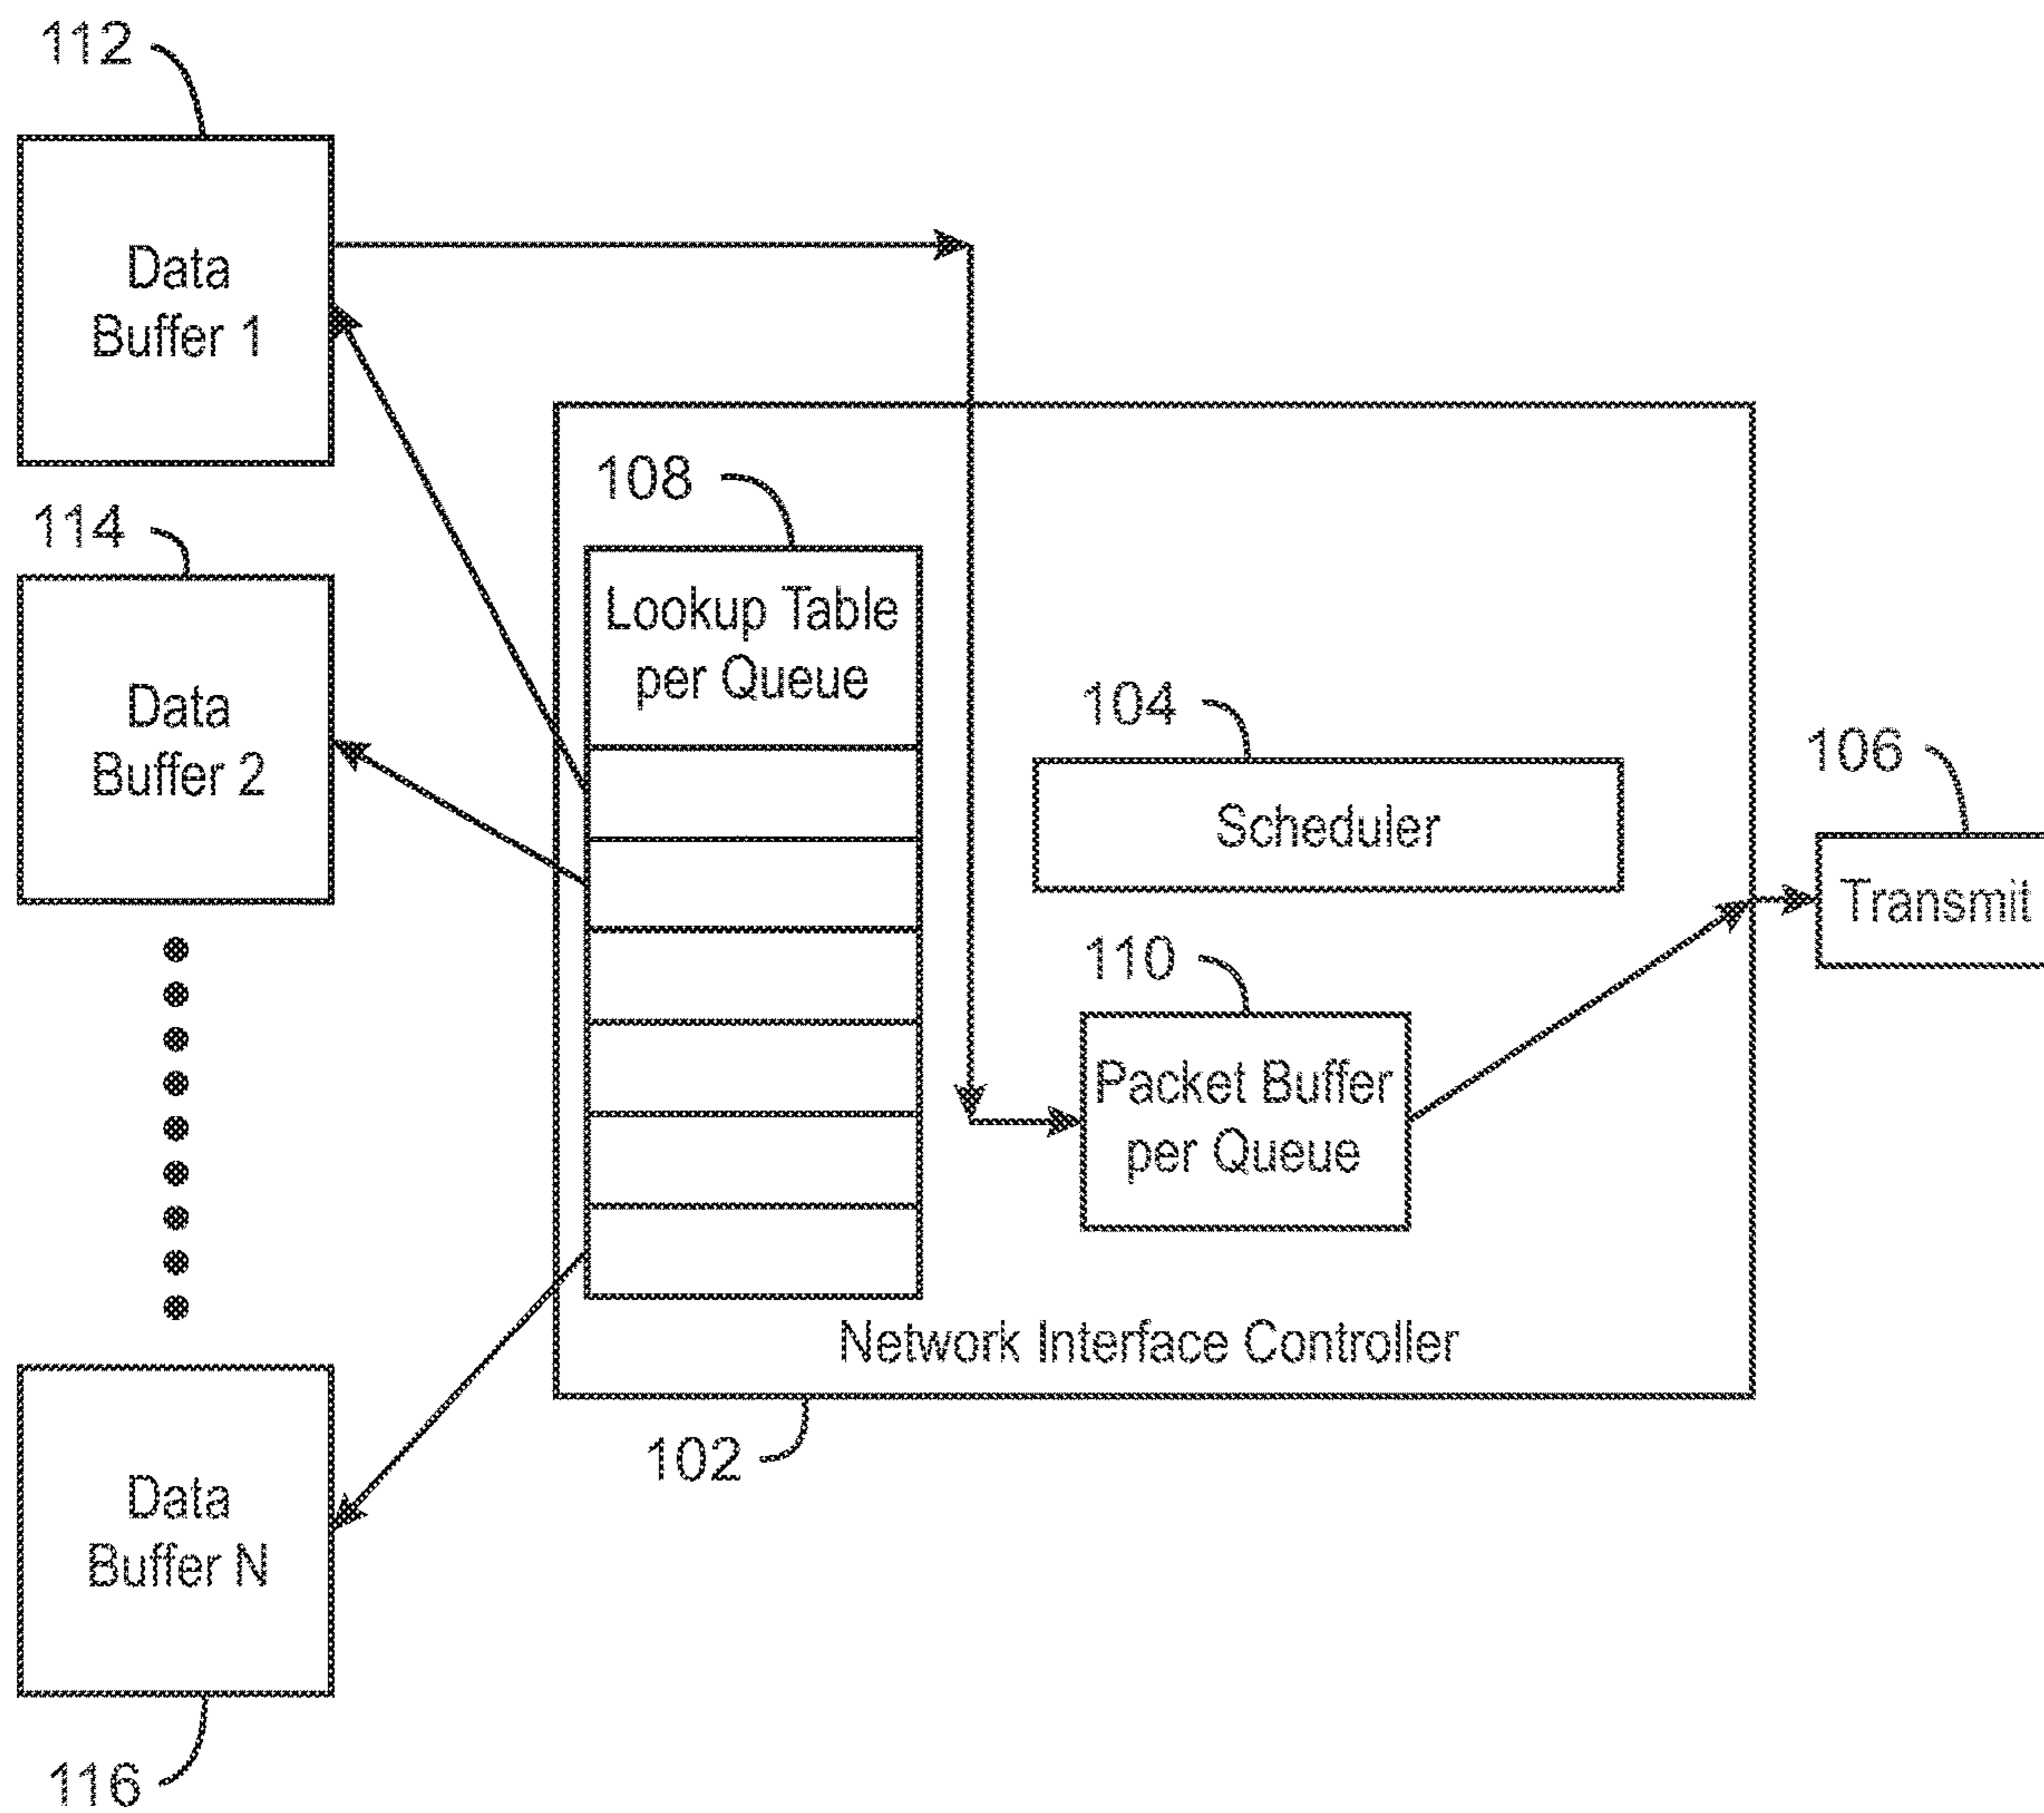 112
Data
Buffer 1
114
Data
Buffer 2
108
Lookup Table
per Queue
104
Scheduler
106
Transmit
110
Packet Buffer
per Queue
Network Interface Controller
102
Data
Buffer N
116